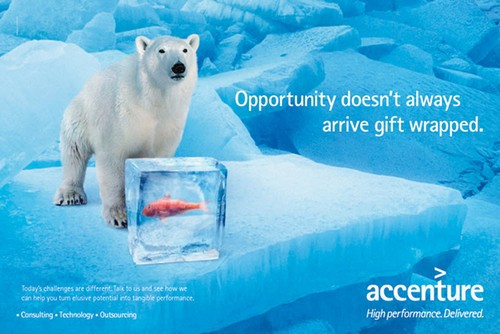 Opportunity doesn't always
arrive gift wrapped.
Today's challenges are different. Talk to us and see how we
can help you turn elusive potential into tangible performance.
• Consulting • Technology • Outsourcing
>
accenture
High performance. Delivered.